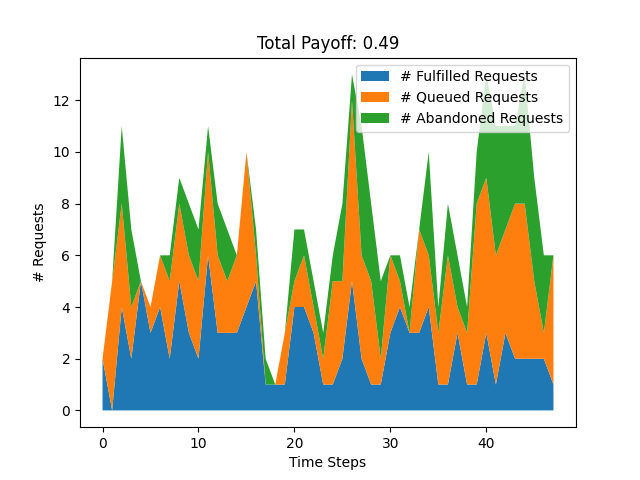 Total Payoff: 0.49
# Fulfilled Requests
# Queued Requests
# Abandoned Requests
# Requests
12
10
8
6
4
2
0
0 10 20 30 40
Time Steps